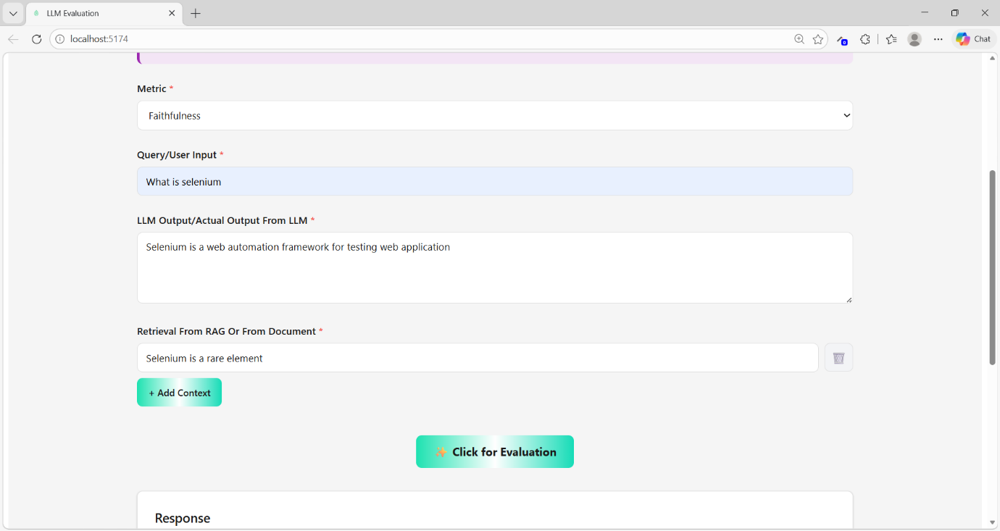 LLM Evaluation
localhost:5174
0
Chat
Metric *
Faithfulness
Query/User Input *
What is selenium
LLM Output/Actual Output From LLM *
Selenium is a web automation framework for testing web application
Retrieval From RAG Or From Document *
Selenium is a rare element
+ Add Context
✨ Click for Evaluation
Response